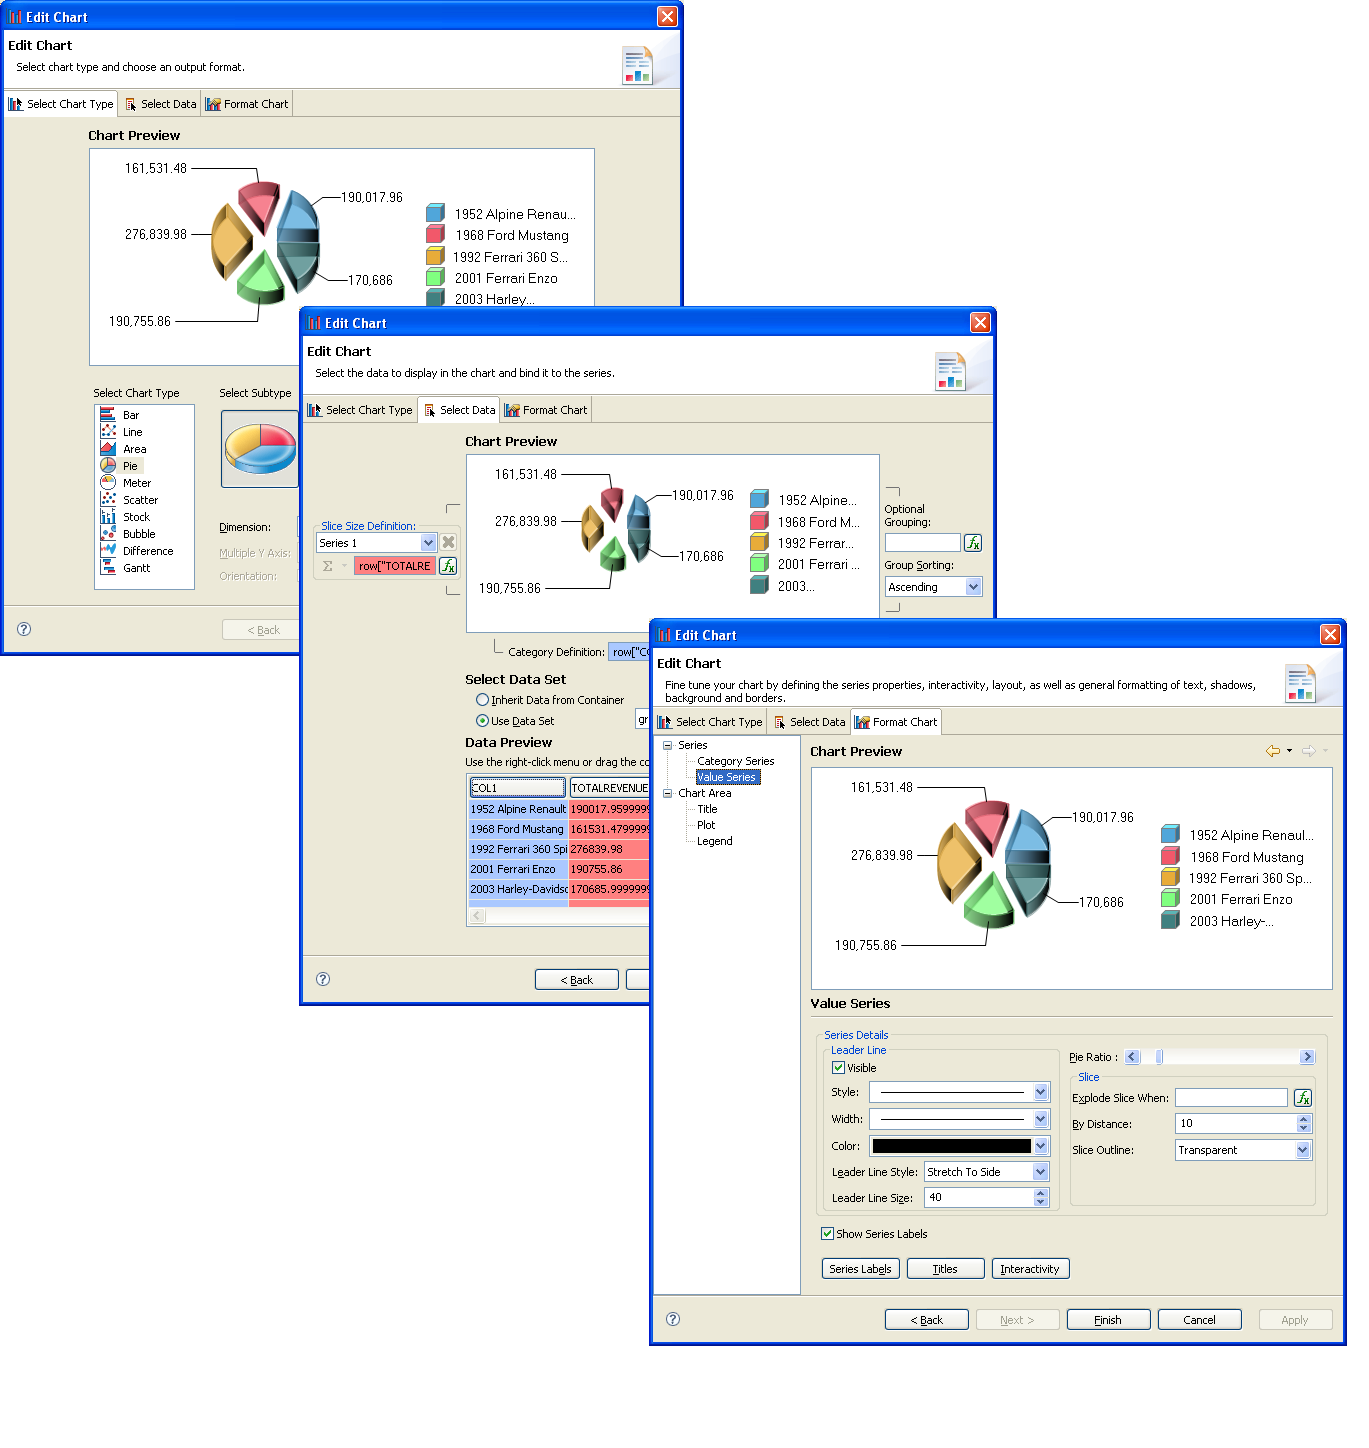 Edit Chart
Edit Chart
Select chart type and choose an output format.
Select Chart Type
Select Data
Format Chart
Chart Preview
161,531.48
190,017.96
276,839.98
170,686
190,755.86
1952 Alpine Renau...
1968 Ford Mustang
1992 Ferrari 360 S...
2001 Ferrari Enzo
2003 Harley...
Select Chart Type
Bar
Line
Area
Pie
Meter
Scatter
Stock
Bubble
Difference
Gantt
Select Subtype
Dimension:
Multiple Y Axis:
Orientation:
< Back
Edit Chart
Edit Chart
Select the data to display in the chart and bind it to the series.
Select Chart Type
Select Data
Format Chart
Chart Preview
161,531.48
190,017.96
276,839.98
170,686
190,755.86
1952 Alpine...
1968 Ford M...
1992 Ferrar...
2001 Ferrari ...
2003...
Slice Size Definition:
Series 1
Σ
row["TOTALRE
fx
Optional
Grouping:
fx
Group Sorting:
Ascending
Category Definition:
row["CO
Select Data Set
Inherit Data from Container
Use Data Set
gr
Data Preview
Use the right-click menu or drag the co
COL1 TOTALREVENUE
1952 Alpine Renault 190017.9599999
1968 Ford Mustang 161531.4799999
1992 Ferrari 360 Spi 276839.98
2001 Ferrari Enzo 190755.86
2003 Harley-Davidso 170685.9999999
< Back
Edit Chart
Edit Chart
Fine tune your chart by defining the series properties, interactivity, layout, as well as general formatting of text, shadows,
background and borders.
Select Chart Type
Select Data
Format Chart
Series
Category Series
Value Series
Chart Area
Title
Plot
Legend
Chart Preview
161,531.48
190,017.96
276,839.98
170,686
190,755.86
1952 Alpine Renaul...
1968 Ford Mustang
1992 Ferrari 360 Sp...
2001 Ferrari Enzo
2003 Harley-...
Value Series
Series Details
Leader Line
Visible
Style:
Width:
Color:
Leader Line Style: Stretch To Side
Leader Line Size: 40
Pie Ratio :
Slice
Explode Slice When:
fx
By Distance: 10
Slice Outline: Transparent
Show Series Labels
Series Labels
Titles
Interactivity
< Back
Next >
Finish
Cancel
Apply